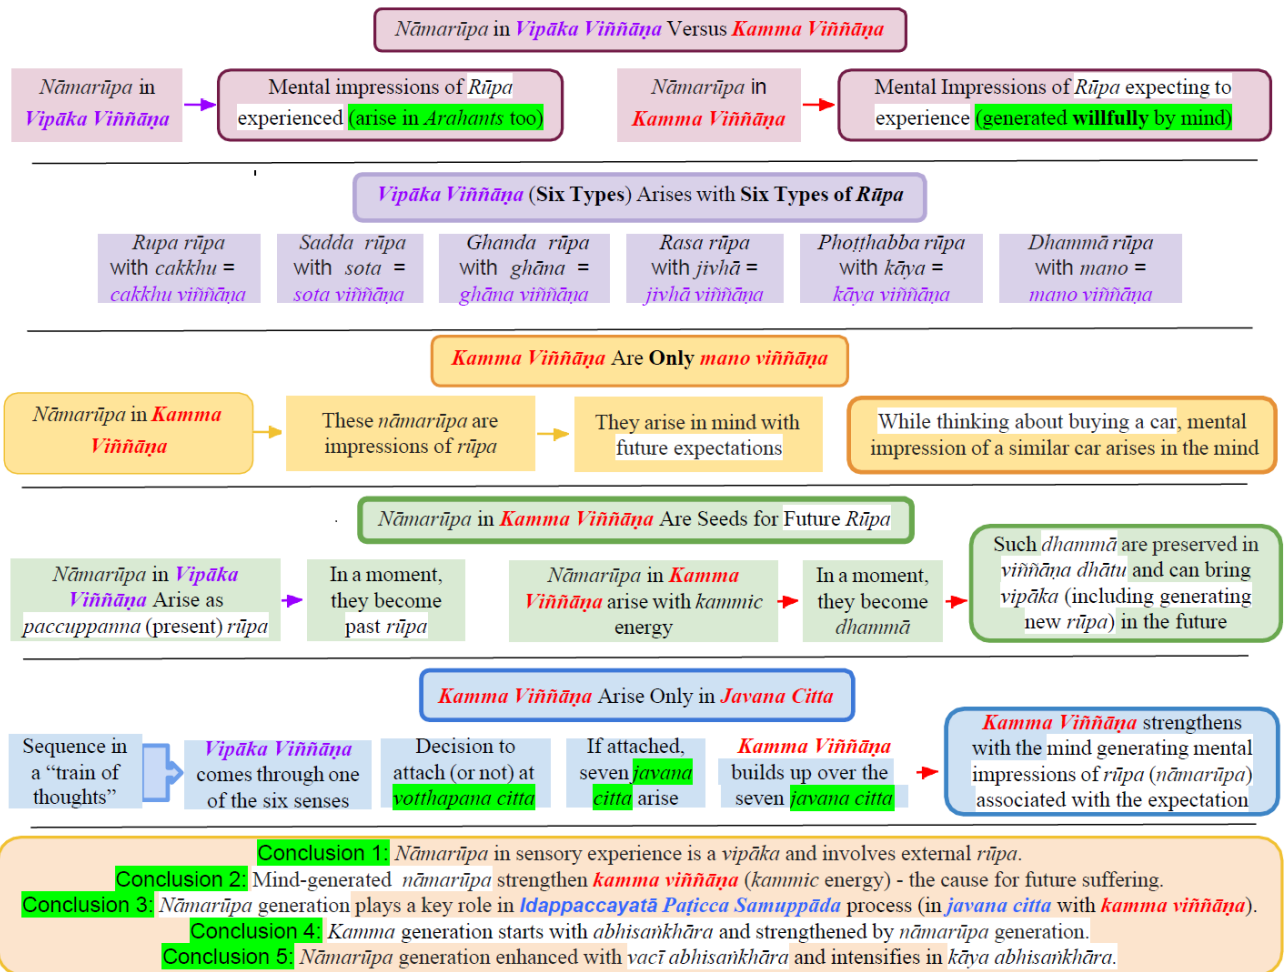 Nāmarūpa in Vipāka Viññāṇa Versus Kamma Viññāṇa
Nāmarūpa in
Vipāka Viññāṇa
Mental impressions of Rūpa
experienced (arise in Arahants too)
Nāmarūpa in
Kamma Viññāṇa
Mental Impressions of Rūpa expecting to
experience (generated willfully by mind)
Vipāka Viññāṇa (Six Types) Arises with Six Types of Rūpa
Rupa rūpa
with cakkhu =
cakkhu viññāṇa
Sadda rūpa
with sota =
sota viññāṇa
Ghanda rūpa
with ghāna =
ghāna viññāṇa
Rasa rūpa
with jivhā =
jivhā viññāṇa
Phoṭṭhabba rūpa
with kāya =
kāya viññāṇa
Dhammā rūpa
with mano =
mano viññāṇa
Kamma Viññāṇa Are Only mano viññāṇa
Nāmarūpa in Kamma
Viññāṇa
These nāmarūpa are
impressions of rūpa
They arise in mind with
future expectations
While thinking about buying a car, mental
impression of a similar car arises in the mind
Nāmarūpa in Kamma Viññāṇa Are Seeds for Future Rūpa
Nāmarūpa in Vipāka
Viññāṇa Arise as
paccuppanna (present) rūpa
In a moment,
they become
past rūpa
Nāmarūpa in Kamma
Viññāṇa arise with kammic
energy
In a moment,
they become
dhammā
Such dhammā are preserved in
viññāṇa dhātu and can bring
vipāka (including generating
new rūpa) in the future
Kamma Viññāṇa Arise Only in Javana Citta
Sequence in
a “train of
thoughts”
Vipāka Viññāṇa
comes through one
of the six senses
Decision to
attach (or not) at
votthapana citta
If attached,
seven javana
citta arise
Kamma Viññāṇa
builds up over the
seven javana citta
Kamma Viññāṇa strengthens
with the mind generating mental
impressions of rūpa (nāmarūpa)
associated with the expectation
Conclusion 1: Nāmarūpa in sensory experience is a vipāka and involves external rūpa.
Conclusion 2: Mind-generated nāmarūpa strengthen kamma viññāṇa (kammic energy) - the cause for future suffering.
Conclusion 3: Nāmarūpa generation plays a key role in Idappaccayatā Paṭicca Samuppāda process (in javana citta with kamma viññāṇa).
Conclusion 4: Kamma generation starts with abhisaṅkhāra and strengthened by nāmarūpa generation.
Conclusion 5: Nāmarūpa generation enhanced with vacī abhisaṅkhāra and intensifies in kāya abhisaṅkhāra.